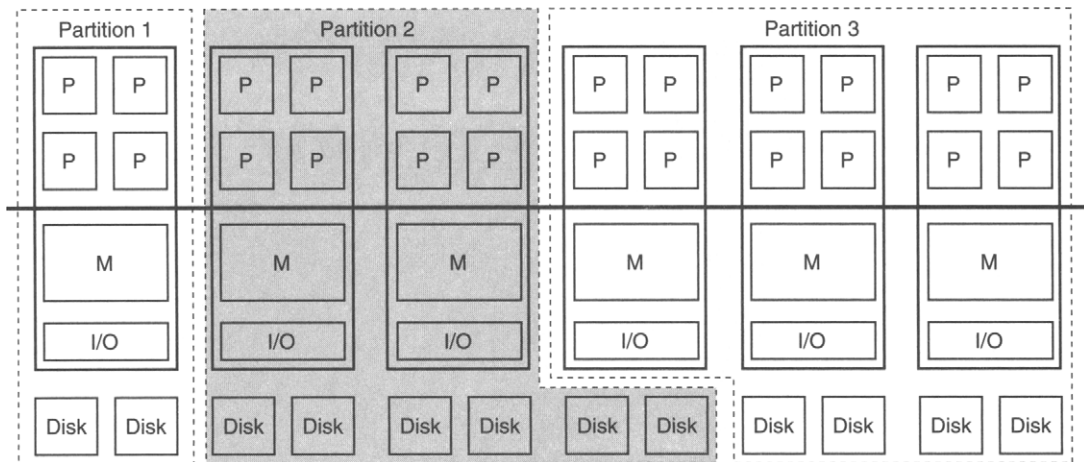 Partition 1 Partition 2 Partition 3
P P P P P P P P P P P P
P P P P P P P P P P P P
M M M M M M
I/O I/O I/O I/O I/O I/O
Disk Disk Disk Disk Disk Disk Disk Disk Disk Disk Disk Disk